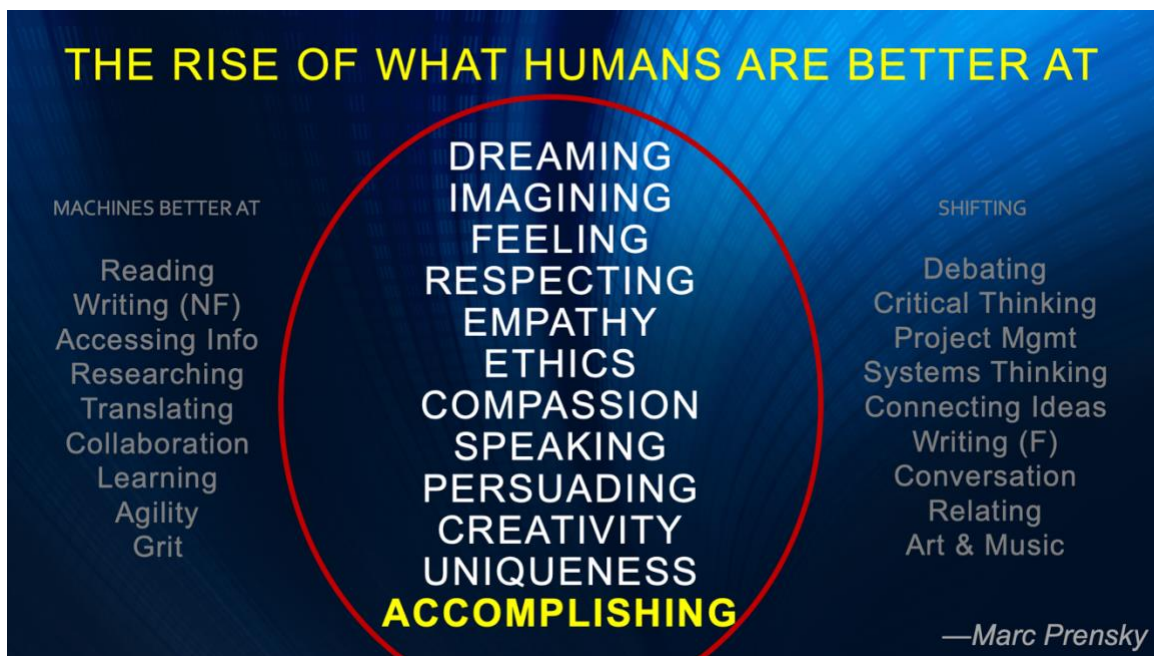 THE RISE OF WHAT HUMANS ARE BETTER AT
MACHINES BETTER AT
Reading
Writing (NF)
Accessing Info
Researching
Translating
Collaboration
Learning
Agility
Grit
DREAMING
IMAGINING
FEELING
RESPECTING
EMPATHY
ETHICS
COMPASSION
SPEAKING
PERSUADING
CREATIVITY
UNIQUENESS
ACCOMPLISHING
SHIFTING
Debating
Critical Thinking
Project Mgmt
Systems Thinking
Connecting Ideas
Writing (F)
Conversation
Relating
Art & Music
—Marc Prensky